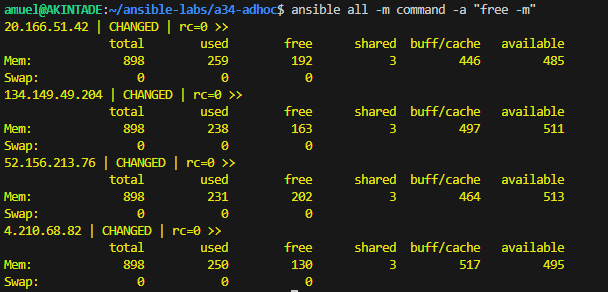 amuel@AKINTADE:~/ansible-labs/a34-adhoc$ ansible all -m command -a "free -m"
20.166.51.42 | CHANGED | rc=0 >>
total used free shared buff/cache available
Mem: 898 259 192 3 446 485
Swap: 0 0 0
134.149.49.204 | CHANGED | rc=0 >>
total used free shared buff/cache available
Mem: 898 238 163 3 497 511
Swap: 0 0 0
52.156.213.76 | CHANGED | rc=0 >>
total used free shared buff/cache available
Mem: 898 231 202 3 464 513
Swap: 0 0 0
4.210.68.82 | CHANGED | rc=0 >>
total used free shared buff/cache available
Mem: 898 250 130 3 517 495
Swap: 0 0 0